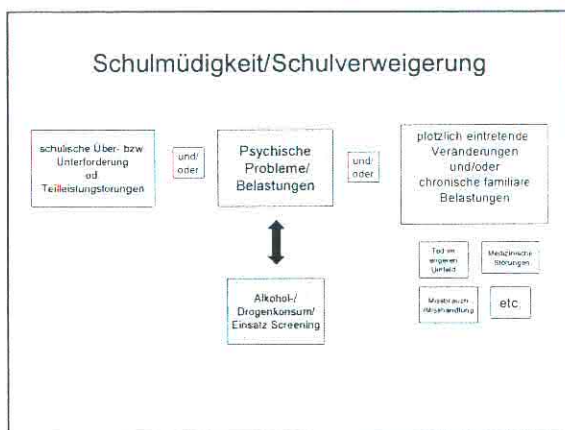 Schulmüdigkeit/Schulverweigerung
schulische Über- bzw
Unterforderung
od
Teilleistungsstörungen
und/
oder
Psychische
Probleme/
Belastungen
und/
oder
plötzlich eintretende
Veränderungen
und/oder
chronische familiäre
Belastungen
Tod im
engeren
Umfeld
Medizinische
Störungen
Missbrauch
/Misshandlung
etc.
Alkohol-/
Drogenkonsum/
Einsatz Screening